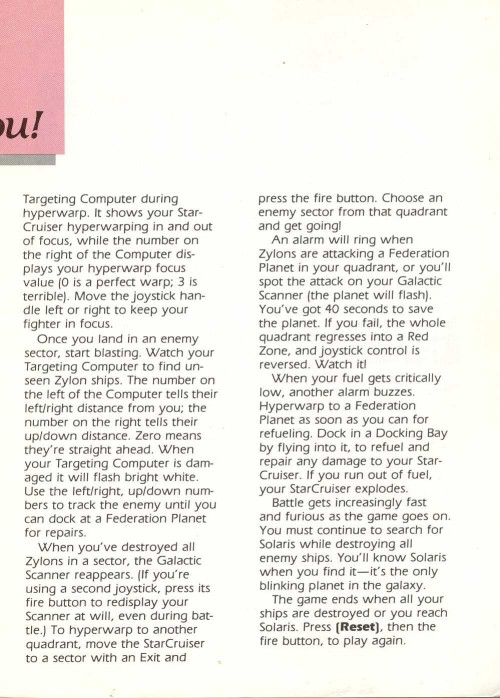 ou!
Targeting Computer during
hyperwarp. It shows your Star-
Cruiser hyperwarping in and out
of focus, while the number on
the right of the Computer dis-
plays your hyperwarp focus
value (0 is a perfect warp; 3 is
terrible). Move the joystick han-
dle left or right to keep your
fighter in focus.
Once you land in an enemy
sector, start blasting. Watch your
Targeting Computer to find un-
seen Zylon ships. The number on
the left of the Computer tells their
left/right distance from you; the
number on the right tells their
up/down distance. Zero means
they're straight ahead. When
your Targeting Computer is dam-
aged it will flash bright white.
Use the left/right, up/down num-
bers to track the enemy until you
can dock at a Federation Planet
for repairs.
When you've destroyed all
Zylons in a sector, the Galactic
Scanner reappears. (If you're
using a second joystick, press its
fire button to redisplay your
Scanner at will, even during bat-
tle.) To hyperwarp to another
quadrant, move the StarCruiser
to a sector with an Exit and
press the fire button. Choose an
enemy sector from that quadrant
and get going!
An alarm will ring when
Zylons are attacking a Federation
Planet in your quadrant, or you'll
spot the attack on your Galactic
Scanner (the planet will flash).
You've got 40 seconds to save
the planet. If you fail, the whole
quadrant regresses into a Red
Zone, and joystick control is
reversed. Watch it!
When your fuel gets critically
low, another alarm buzzes.
Hyperwarp to a Federation
Planet as soon as you can for
refueling. Dock in a Docking Bay
by flying into it, to refuel and
repair any damage to your Star-
Cruiser. If you run out of fuel,
your StarCruiser explodes.
Battle gets increasingly fast
and furious as the game goes on.
You must continue to search for
Solaris while destroying all
enemy ships. You'll know Solaris
when you find it—it's the only
blinking planet in the galaxy.
The game ends when all your
ships are destroyed or you reach
Solaris. Press [Reset], then the
fire button, to play again.